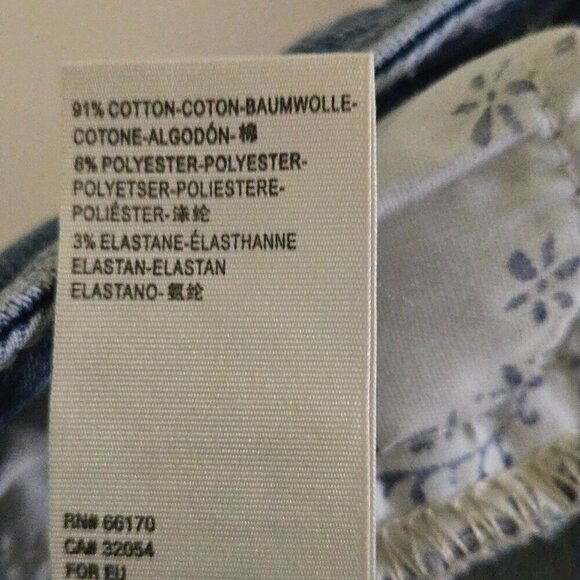 91% COTTON-COTON-BAUMWOLLE-
COTONE-ALGODÓN-棉
6% POLYESTER-POLYESTER-
POLYETSER-POLIESTERE-
POLIÉSTER-涤纶
3% ELASTANE-ÉLASTHANNE
ELASTAN-ELASTAN
ELASTANO-氨纶
RN# 66170
CA# 32054
FOR EU